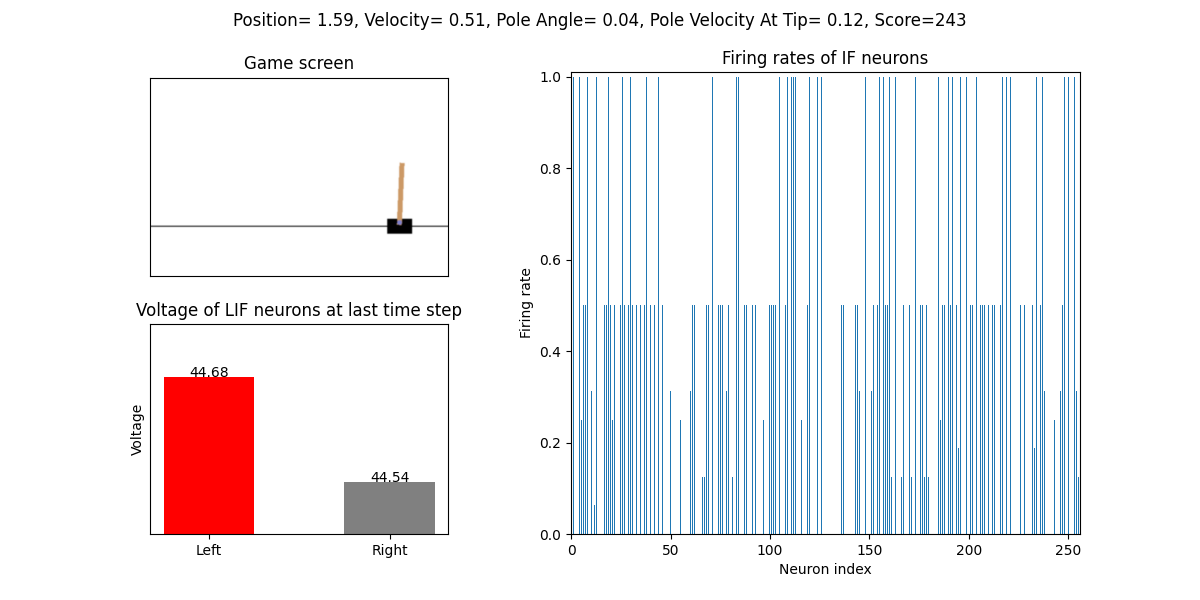 Position= 1.59, Velocity= 0.51, Pole Angle= 0.04, Pole Velocity At Tip= 0.12, Score=243
Game screen
Voltage of LIF neurons at last time step
44.68
44.54
Voltage
Left
Right
Firing rates of IF neurons
1.0
0.8
0.6
0.4
0.2
0.0
Firing rate
0
50
100
150
200
250
Neuron index